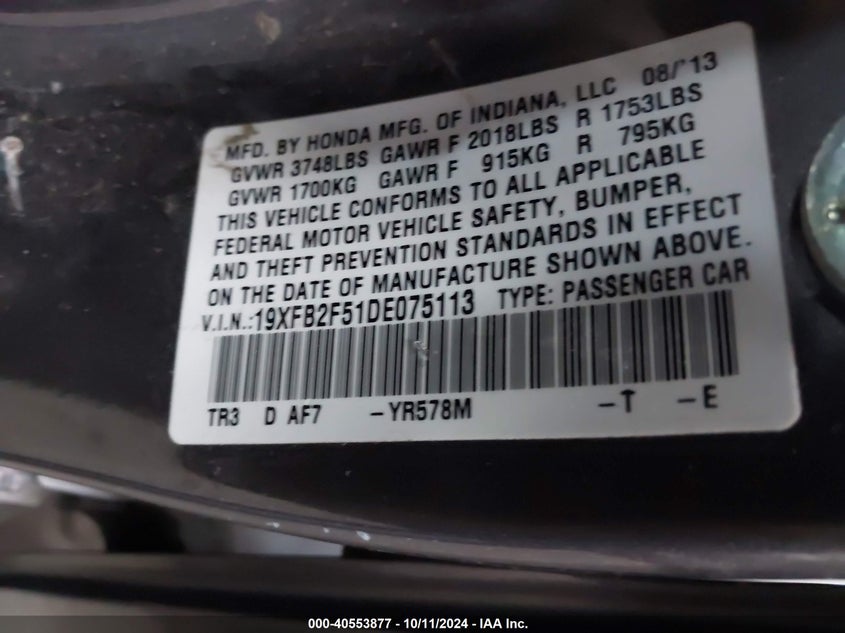 MFD. BY HONDA MFG. OF INDIANA, LLC 08/'13
GVWR 3748LBS GAWR F 2018LBS R 1753LBS
GVWR 1700KG GAWR F 915KG R 795KG
THIS VEHICLE CONFORMS TO ALL APPLICABLE
FEDERAL MOTOR VEHICLE SAFETY, BUMPER,
AND THEFT PREVENTION STANDARDS IN EFFECT
ON THE DATE OF MANUFACTURE SHOWN ABOVE.
V.I.N.:19XFB2F51DE075113 TYPE: PASSENGER CAR
TR3 D AF7 -YR578M -T -E
000-40553877 - 10/11/2024 - IAA Inc.